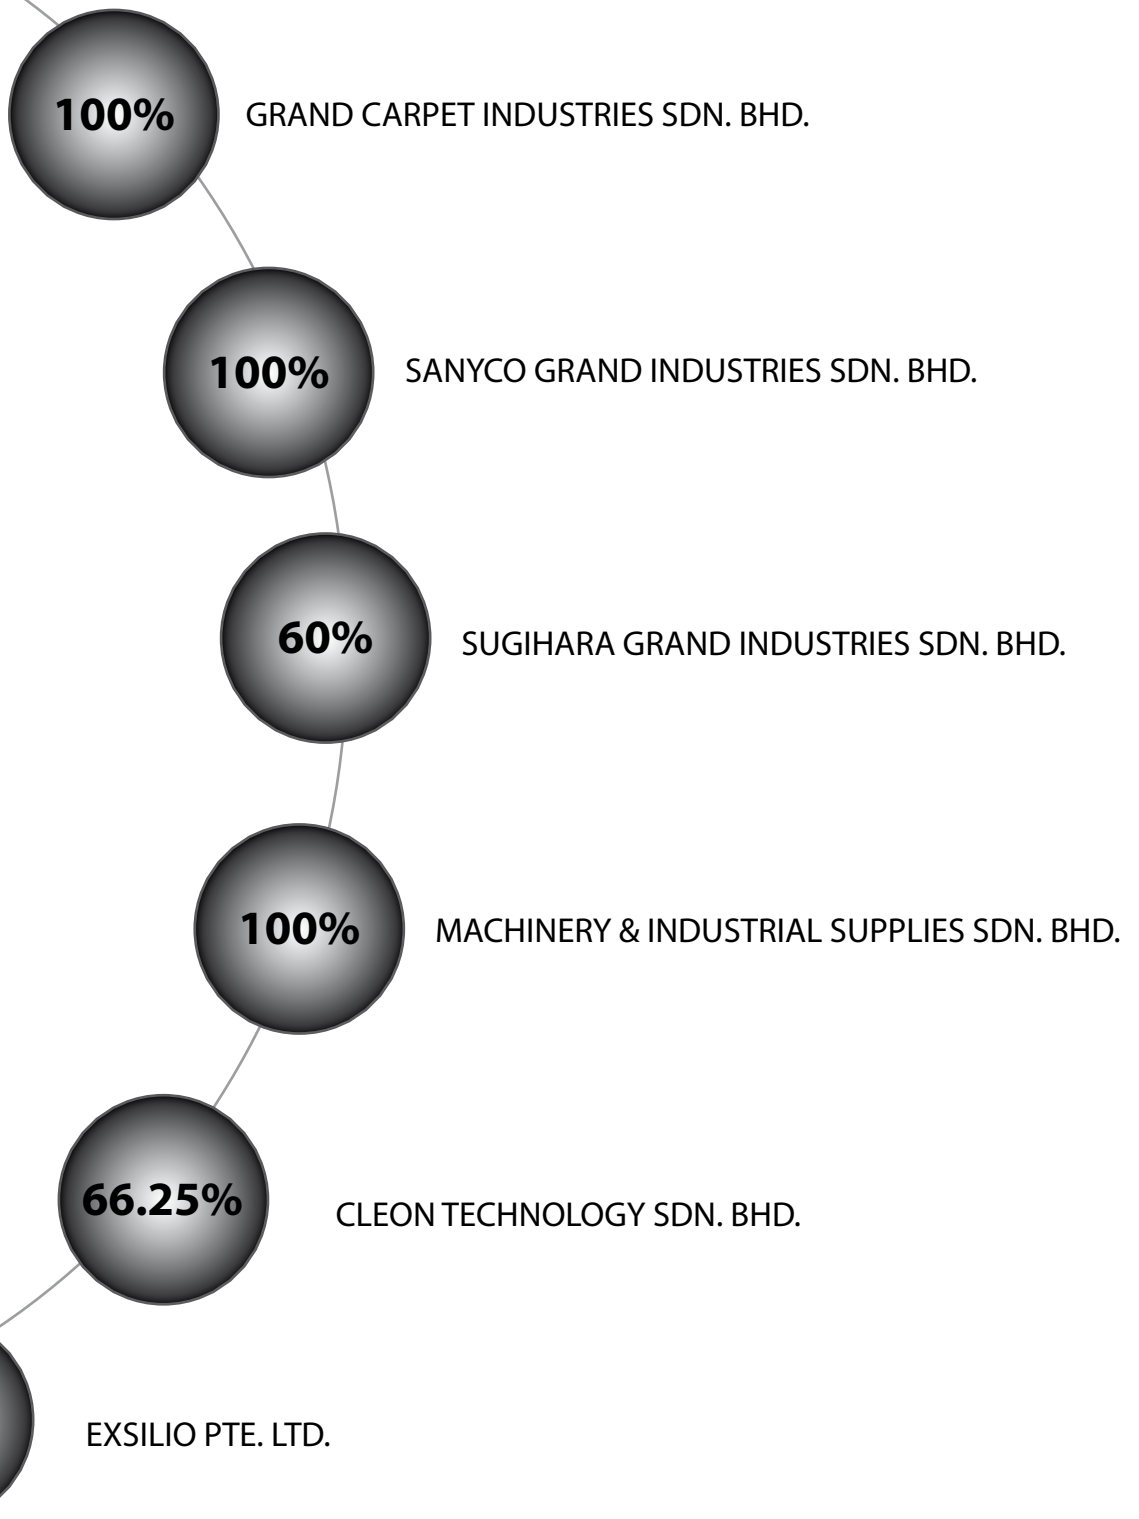 100%
GRAND CARPET INDUSTRIES SDN. BHD.
100%
SANYCO GRAND INDUSTRIES SDN. BHD.
60%
SUGIHARA GRAND INDUSTRIES SDN. BHD.
100%
MACHINERY & INDUSTRIAL SUPPLIES SDN. BHD.
66.25%
CLEON TECHNOLOGY SDN. BHD.
EXSILIO PTE. LTD.